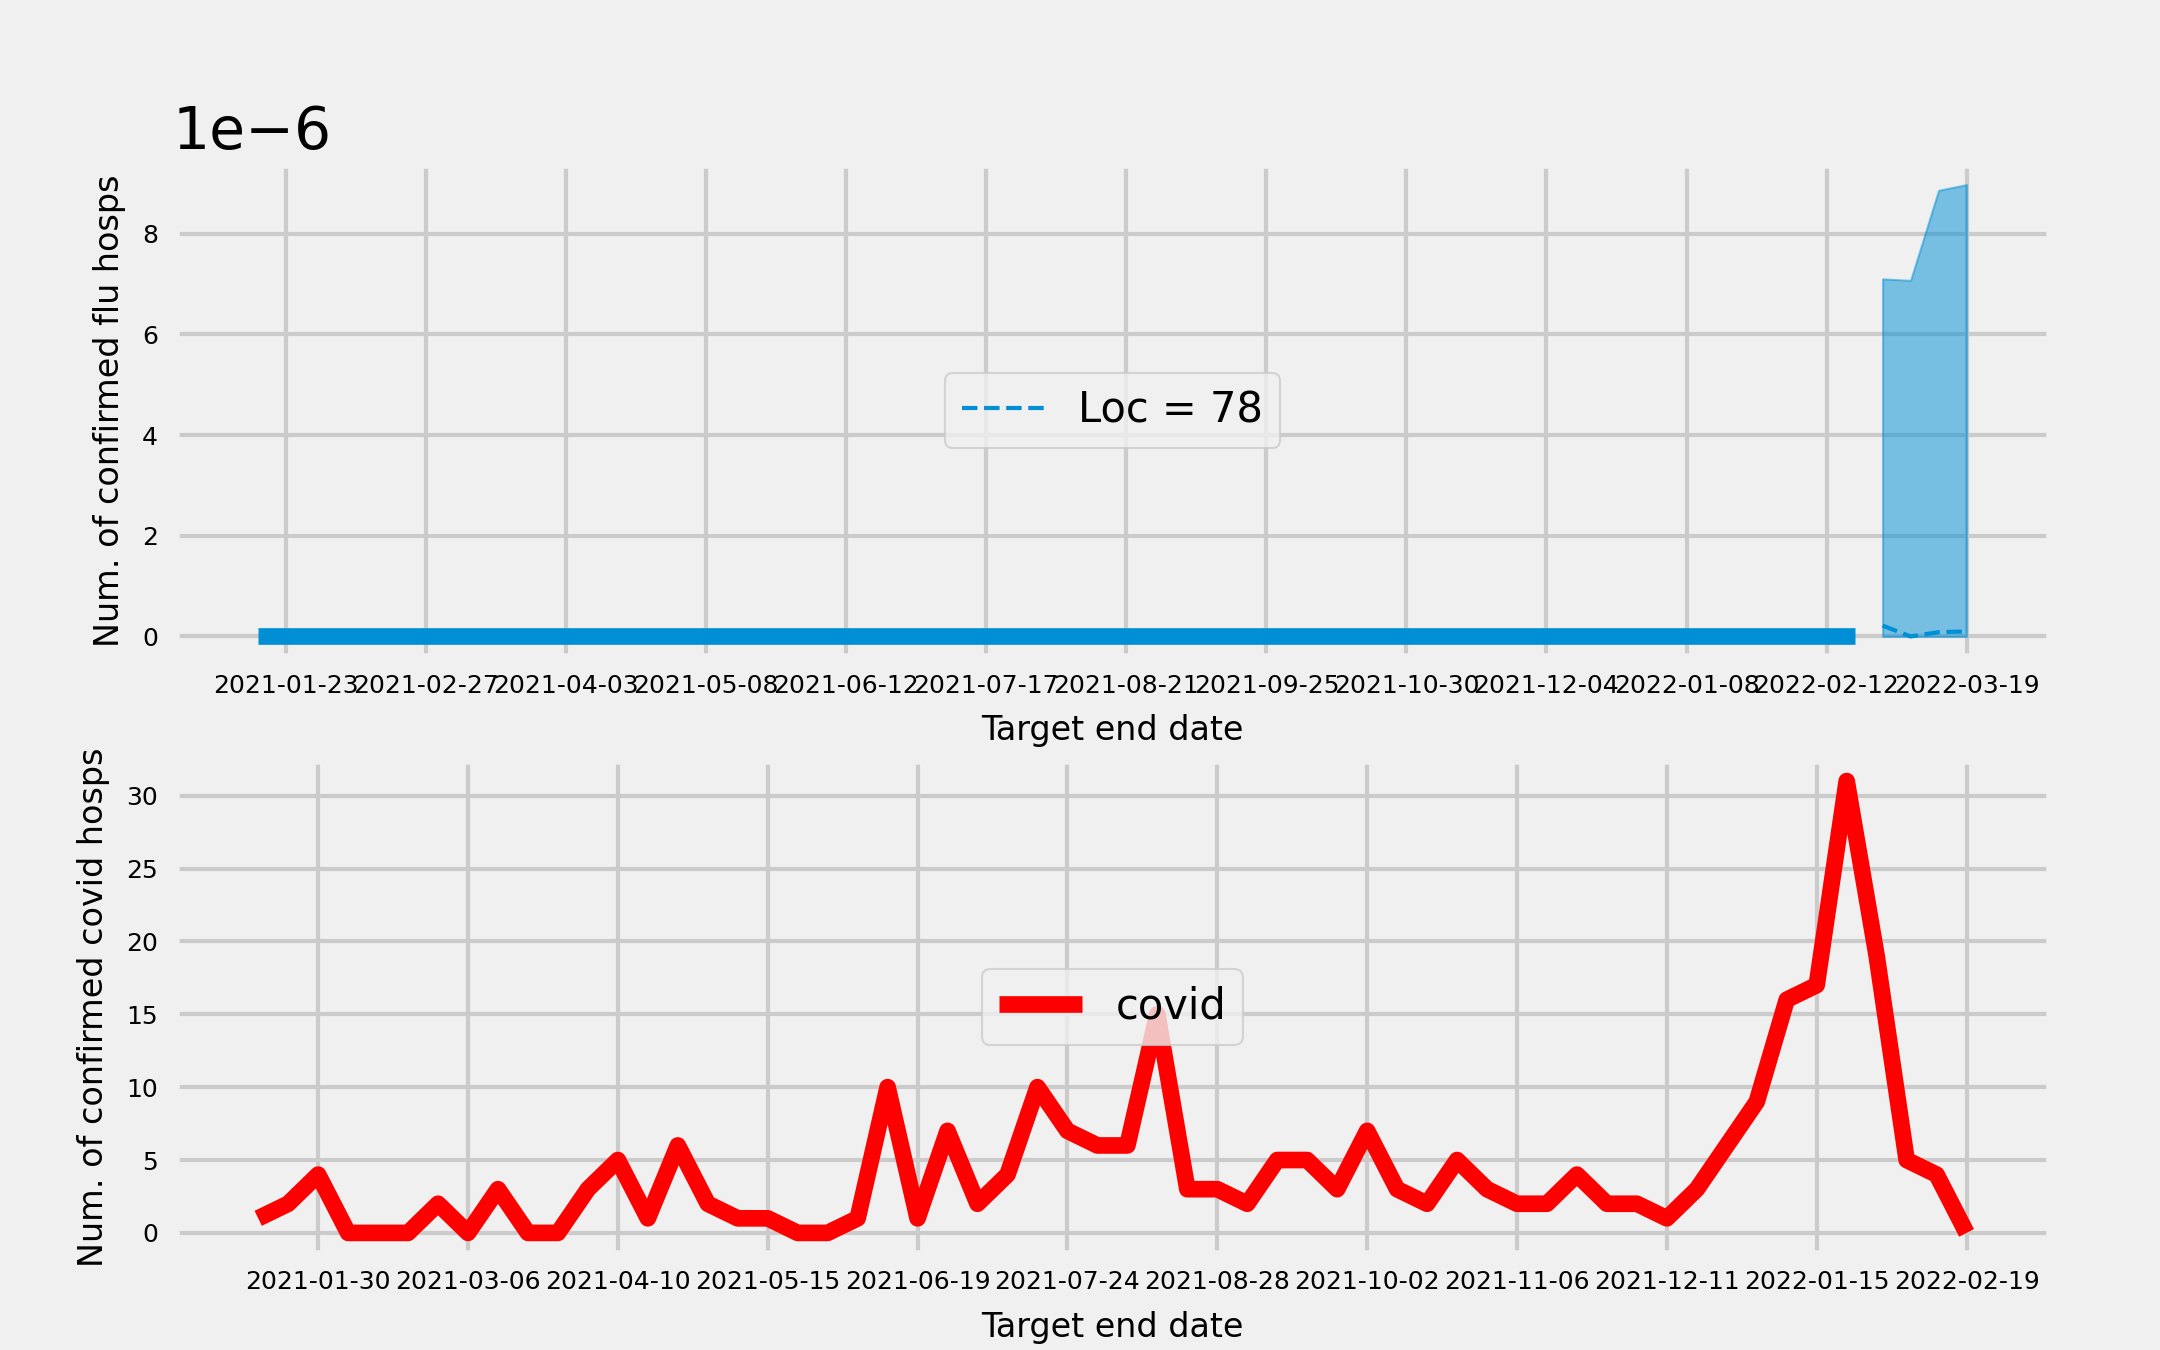 1e−6
Num. of confirmed flu hosps
8
6
4
2
0
Loc = 78
2021-01-23 2021-02-27 2021-04-03 2021-05-08 2021-06-12 2021-07-17 2021-08-21 2021-09-25 2021-10-30 2021-12-04 2022-01-08 2022-02-12 2022-03-19
Target end date
Num. of confirmed covid hosps
30
25
20
15
10
5
0
covid
2021-01-30 2021-03-06 2021-04-10 2021-05-15 2021-06-19 2021-07-24 2021-08-28 2021-10-02 2021-11-06 2021-12-11 2022-01-15 2022-02-19
Target end date